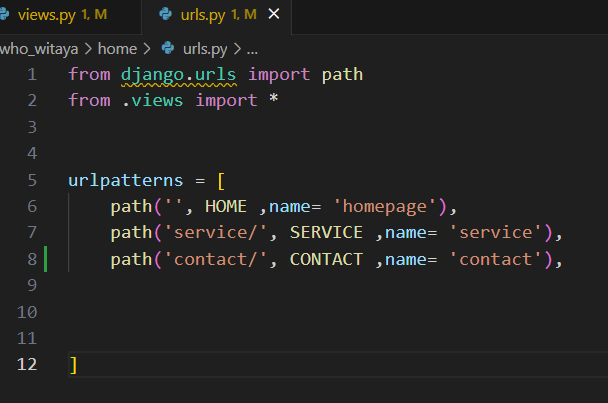 views.py 1, M urls.py 1, M ✕
who_witaya > home > urls.py > ...
1 from django.urls import path
2 from .views import *
3
4
5 urlpatterns = [
6 path('', HOME ,name= 'homepage'),
7 path('service/', SERVICE ,name= 'service'),
8 path('contact/', CONTACT ,name= 'contact'),
9
10
11
12 ]